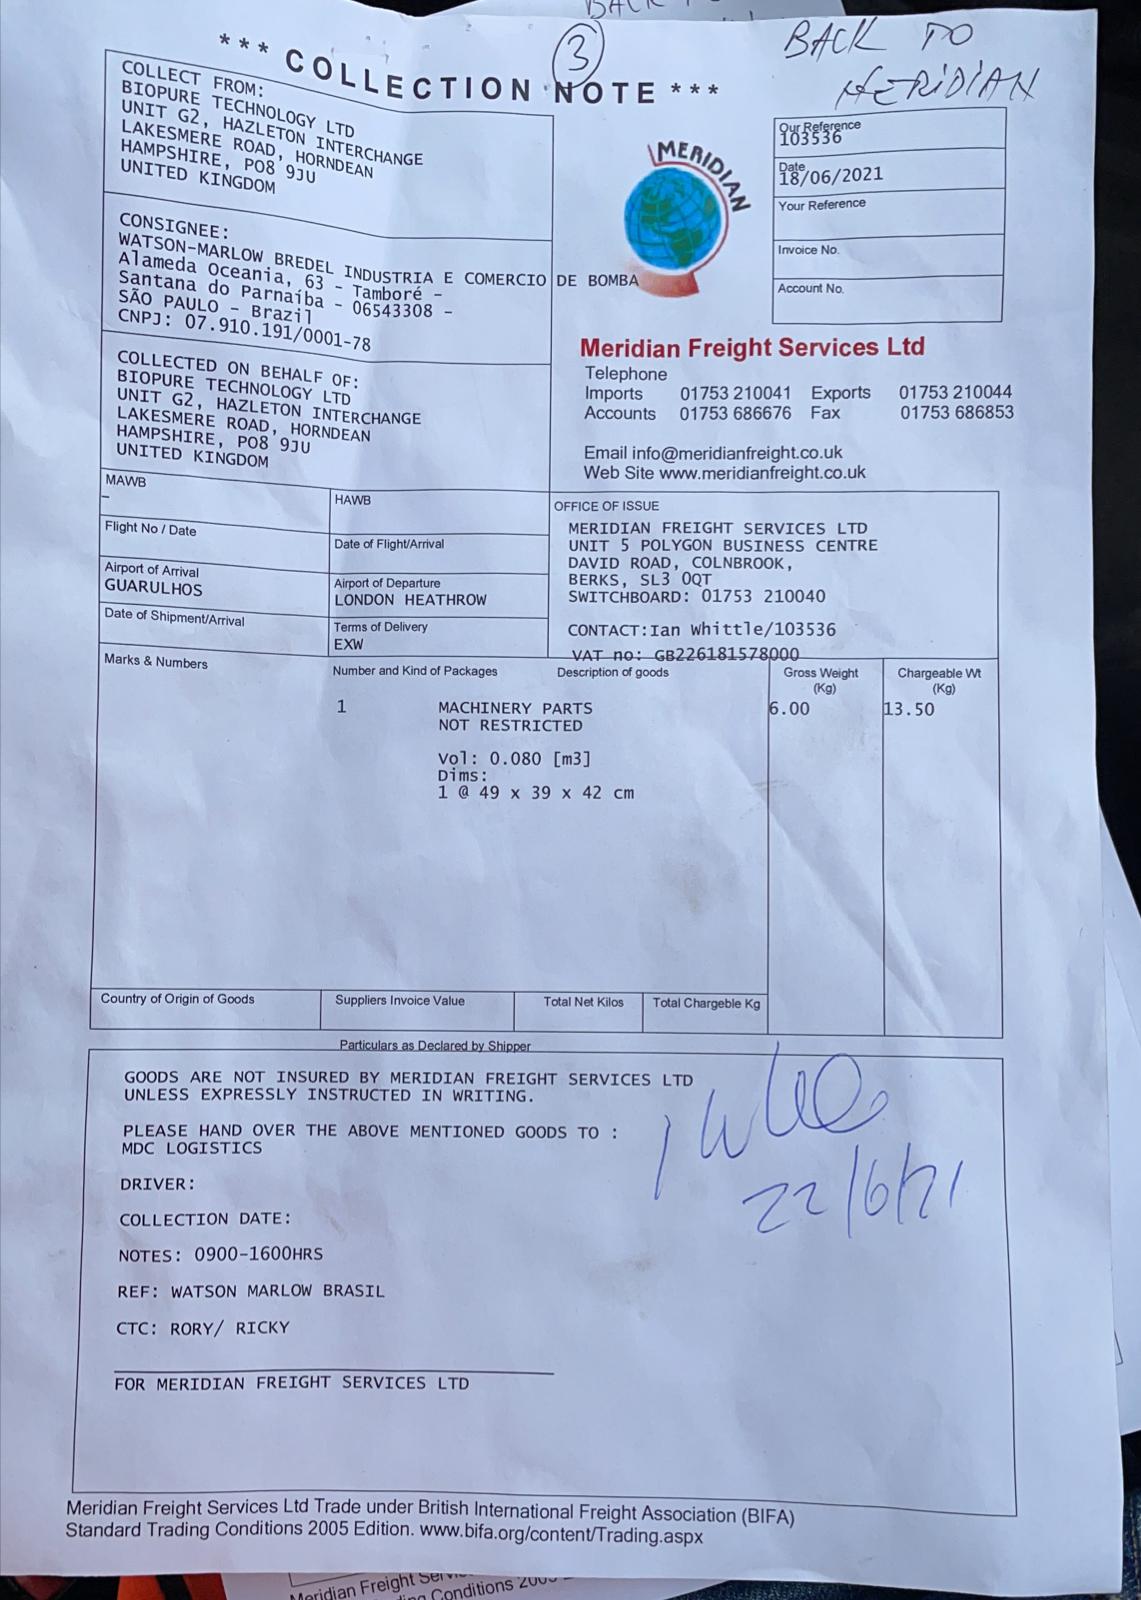 BACK
*** COLLECTION NOTE ***
3
BACK TO
MERIDIAN
COLLECT FROM:
BIOPURE TECHNOLOGY LTD
UNIT G2, HAZLETON INTERCHANGE
LAKESMERE ROAD, HORNDEAN
HAMPSHIRE, PO8 9JU
UNITED KINGDOM
MERIDIAN
Our Reference
103536
Date
18/06/2021
Your Reference
Invoice No.
Account No.
CONSIGNEE:
WATSON-MARLOW BREDEL INDUSTRIA E COMERCIO DE BOMBA
Alameda Oceania, 63 - Tamboré -
Santana do Parnaíba - 06543308 -
SÃO PAULO - Brazil
CNPJ: 07.910.191/0001-78
Meridian Freight Services Ltd
Telephone
Imports 01753 210041 Exports 01753 210044
Accounts 01753 686676 Fax 01753 686853
Email info@meridianfreight.co.uk
Web Site www.meridianfreight.co.uk
COLLECTED ON BEHALF OF:
BIOPURE TECHNOLOGY LTD
UNIT G2, HAZLETON INTERCHANGE
LAKESMERE ROAD, HORNDEAN
HAMPSHIRE, PO8 9JU
UNITED KINGDOM
MAWB
-
HAWB
Flight No / Date
Date of Flight/Arrival
Airport of Arrival
GUARULHOS
Airport of Departure
LONDON HEATHROW
Date of Shipment/Arrival
Terms of Delivery
EXW
OFFICE OF ISSUE
MERIDIAN FREIGHT SERVICES LTD
UNIT 5 POLYGON BUSINESS CENTRE
DAVID ROAD, COLNBROOK,
BERKS, SL3 0QT
SWITCHBOARD: 01753 210040
CONTACT:Ian Whittle/103536
VAT no: GB226181578000
Marks & Numbers
Number and Kind of Packages
Description of goods
Gross Weight
(Kg)
Chargeable Wt
(Kg)
1 MACHINERY PARTS 6.00 13.50
NOT RESTRICTED
Vol: 0.080 [m3]
Dims:
1 @ 49 x 39 x 42 cm
Country of Origin of Goods
Suppliers Invoice Value
Total Net Kilos
Total Chargeble Kg
Particulars as Declared by Shipper
GOODS ARE NOT INSURED BY MERIDIAN FREIGHT SERVICES LTD
UNLESS EXPRESSLY INSTRUCTED IN WRITING.
PLEASE HAND OVER THE ABOVE MENTIONED GOODS TO :
MDC LOGISTICS
22/6/21
DRIVER:
COLLECTION DATE:
NOTES: 0900-1600HRS
REF: WATSON MARLOW BRASIL
CTC: RORY/ RICKY
FOR MERIDIAN FREIGHT SERVICES LTD
Meridian Freight Services Ltd Trade under British International Freight Association (BIFA)
Standard Trading Conditions 2005 Edition. www.bifa.org/content/Trading.aspx
Meridian Freight
Conditions